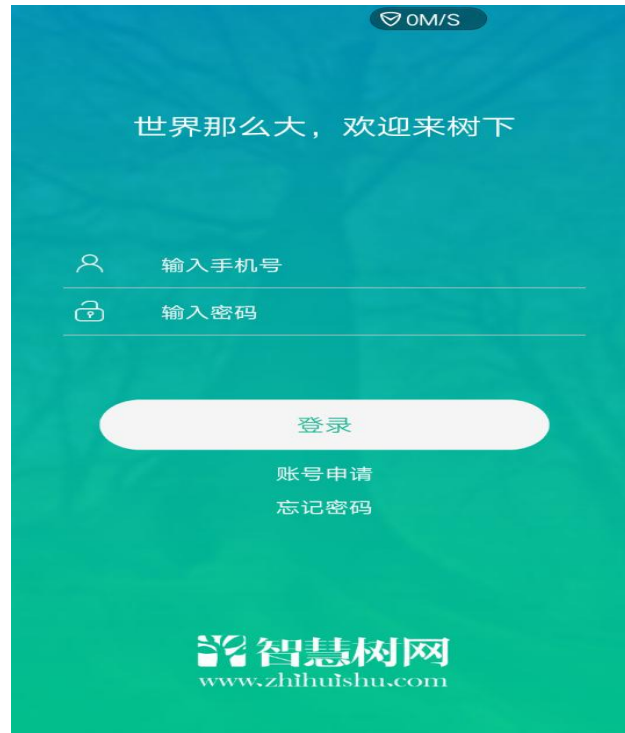 0M/S
世界那么大，欢迎来树下
输入手机号
输入密码
登录
账号申请
忘记密码
智慧树网
www.zhihuishu.com